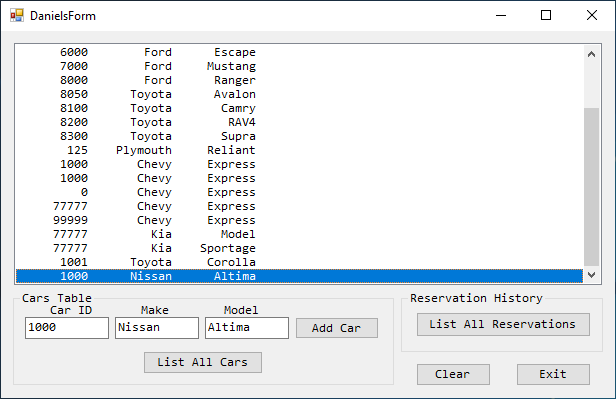 DanielsForm
6000 Ford Escape
7000 Ford Mustang
8000 Ford Ranger
8050 Toyota Avalon
8100 Toyota Camry
8200 Toyota RAV4
8300 Toyota Supra
125 Plymouth Reliant
1000 Chevy Express
1000 Chevy Express
0 Chevy Express
77777 Chevy Express
99999 Chevy Express
77777 Kia Model
77777 Kia Sportage
1001 Toyota Corolla
1000 Nissan Altima
Cars Table
Car ID Make Model
1000 Nissan Altima Add Car
List All Cars
Reservation History
List All Reservations
Clear Exit